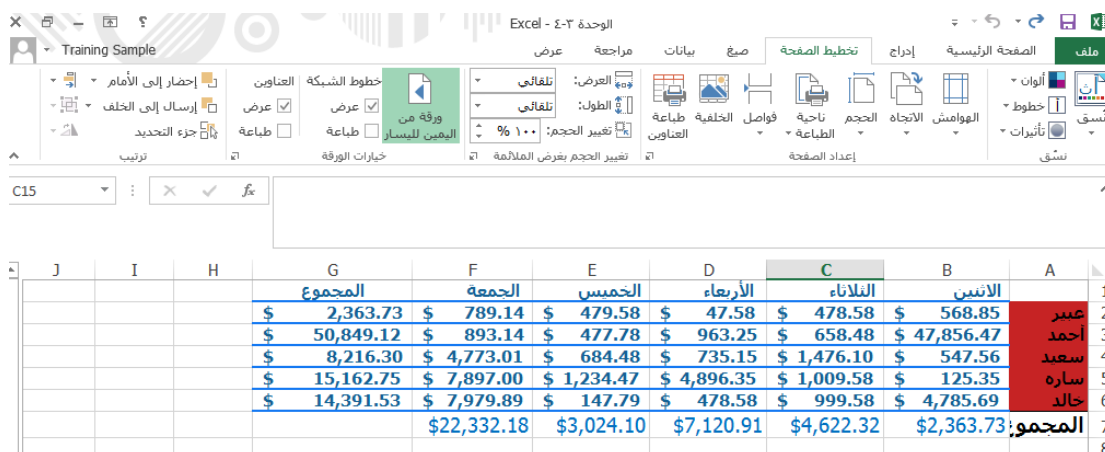 الوحدة ٣-٤ - Excel
Training Sample
ملف الصفحة الرئيسية إدراج تخطيط الصفحة صيغ بيانات مراجعة عرض
ألوان
خطوط
تأثيرات
نسق
الهوامش الاتجاه الحجم ناحية الطباعة فواصل الخلفية طباعة العناوين
إعداد الصفحة
العرض: تلقائي
الطول: تلقائي
تغيير الحجم: ١٠٠ %
تغيير الحجم بغرض الملائمة
ورقة من اليمين لليسار
خطوط الشبكة العناوين
عرض عرض
طباعة طباعة
خيارات الورقة
إحضار إلى الأمام
إرسال إلى الخلف
جزء التحديد
ترتيب
نسّق
C15 fx
A B C D E F G H I J
1 الاثنين الثلاثاء الأربعاء الخميس الجمعة المجموع
2 عبير $ 568.85 $ 478.58 $ 47.58 $ 479.58 $ 789.14 $ 2,363.73
3 أحمد $ 47,856.47 $ 658.48 $ 963.25 $ 477.78 $ 893.14 $ 50,849.12
4 سعيد $ 547.56 $ 1,476.10 $ 735.15 $ 684.48 $ 4,773.01 $ 8,216.30
5 ساره $ 125.35 $ 1,009.58 $ 4,896.35 $ 1,234.47 $ 7,897.00 $ 15,162.75
6 خالد $ 4,785.69 $ 999.58 $ 478.58 $ 147.79 $ 7,979.89 $ 14,391.53
7 المجموع $2,363.73 $4,622.32 $7,120.91 $3,024.10 $22,332.18